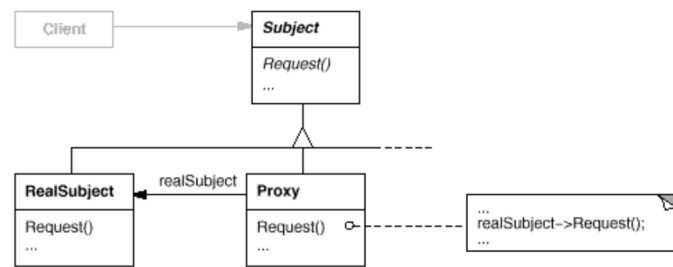 Client
Subject
Request()
...
realSubject
RealSubject
Request()
...
Proxy
Request()
...
...
realSubject->Request();
...